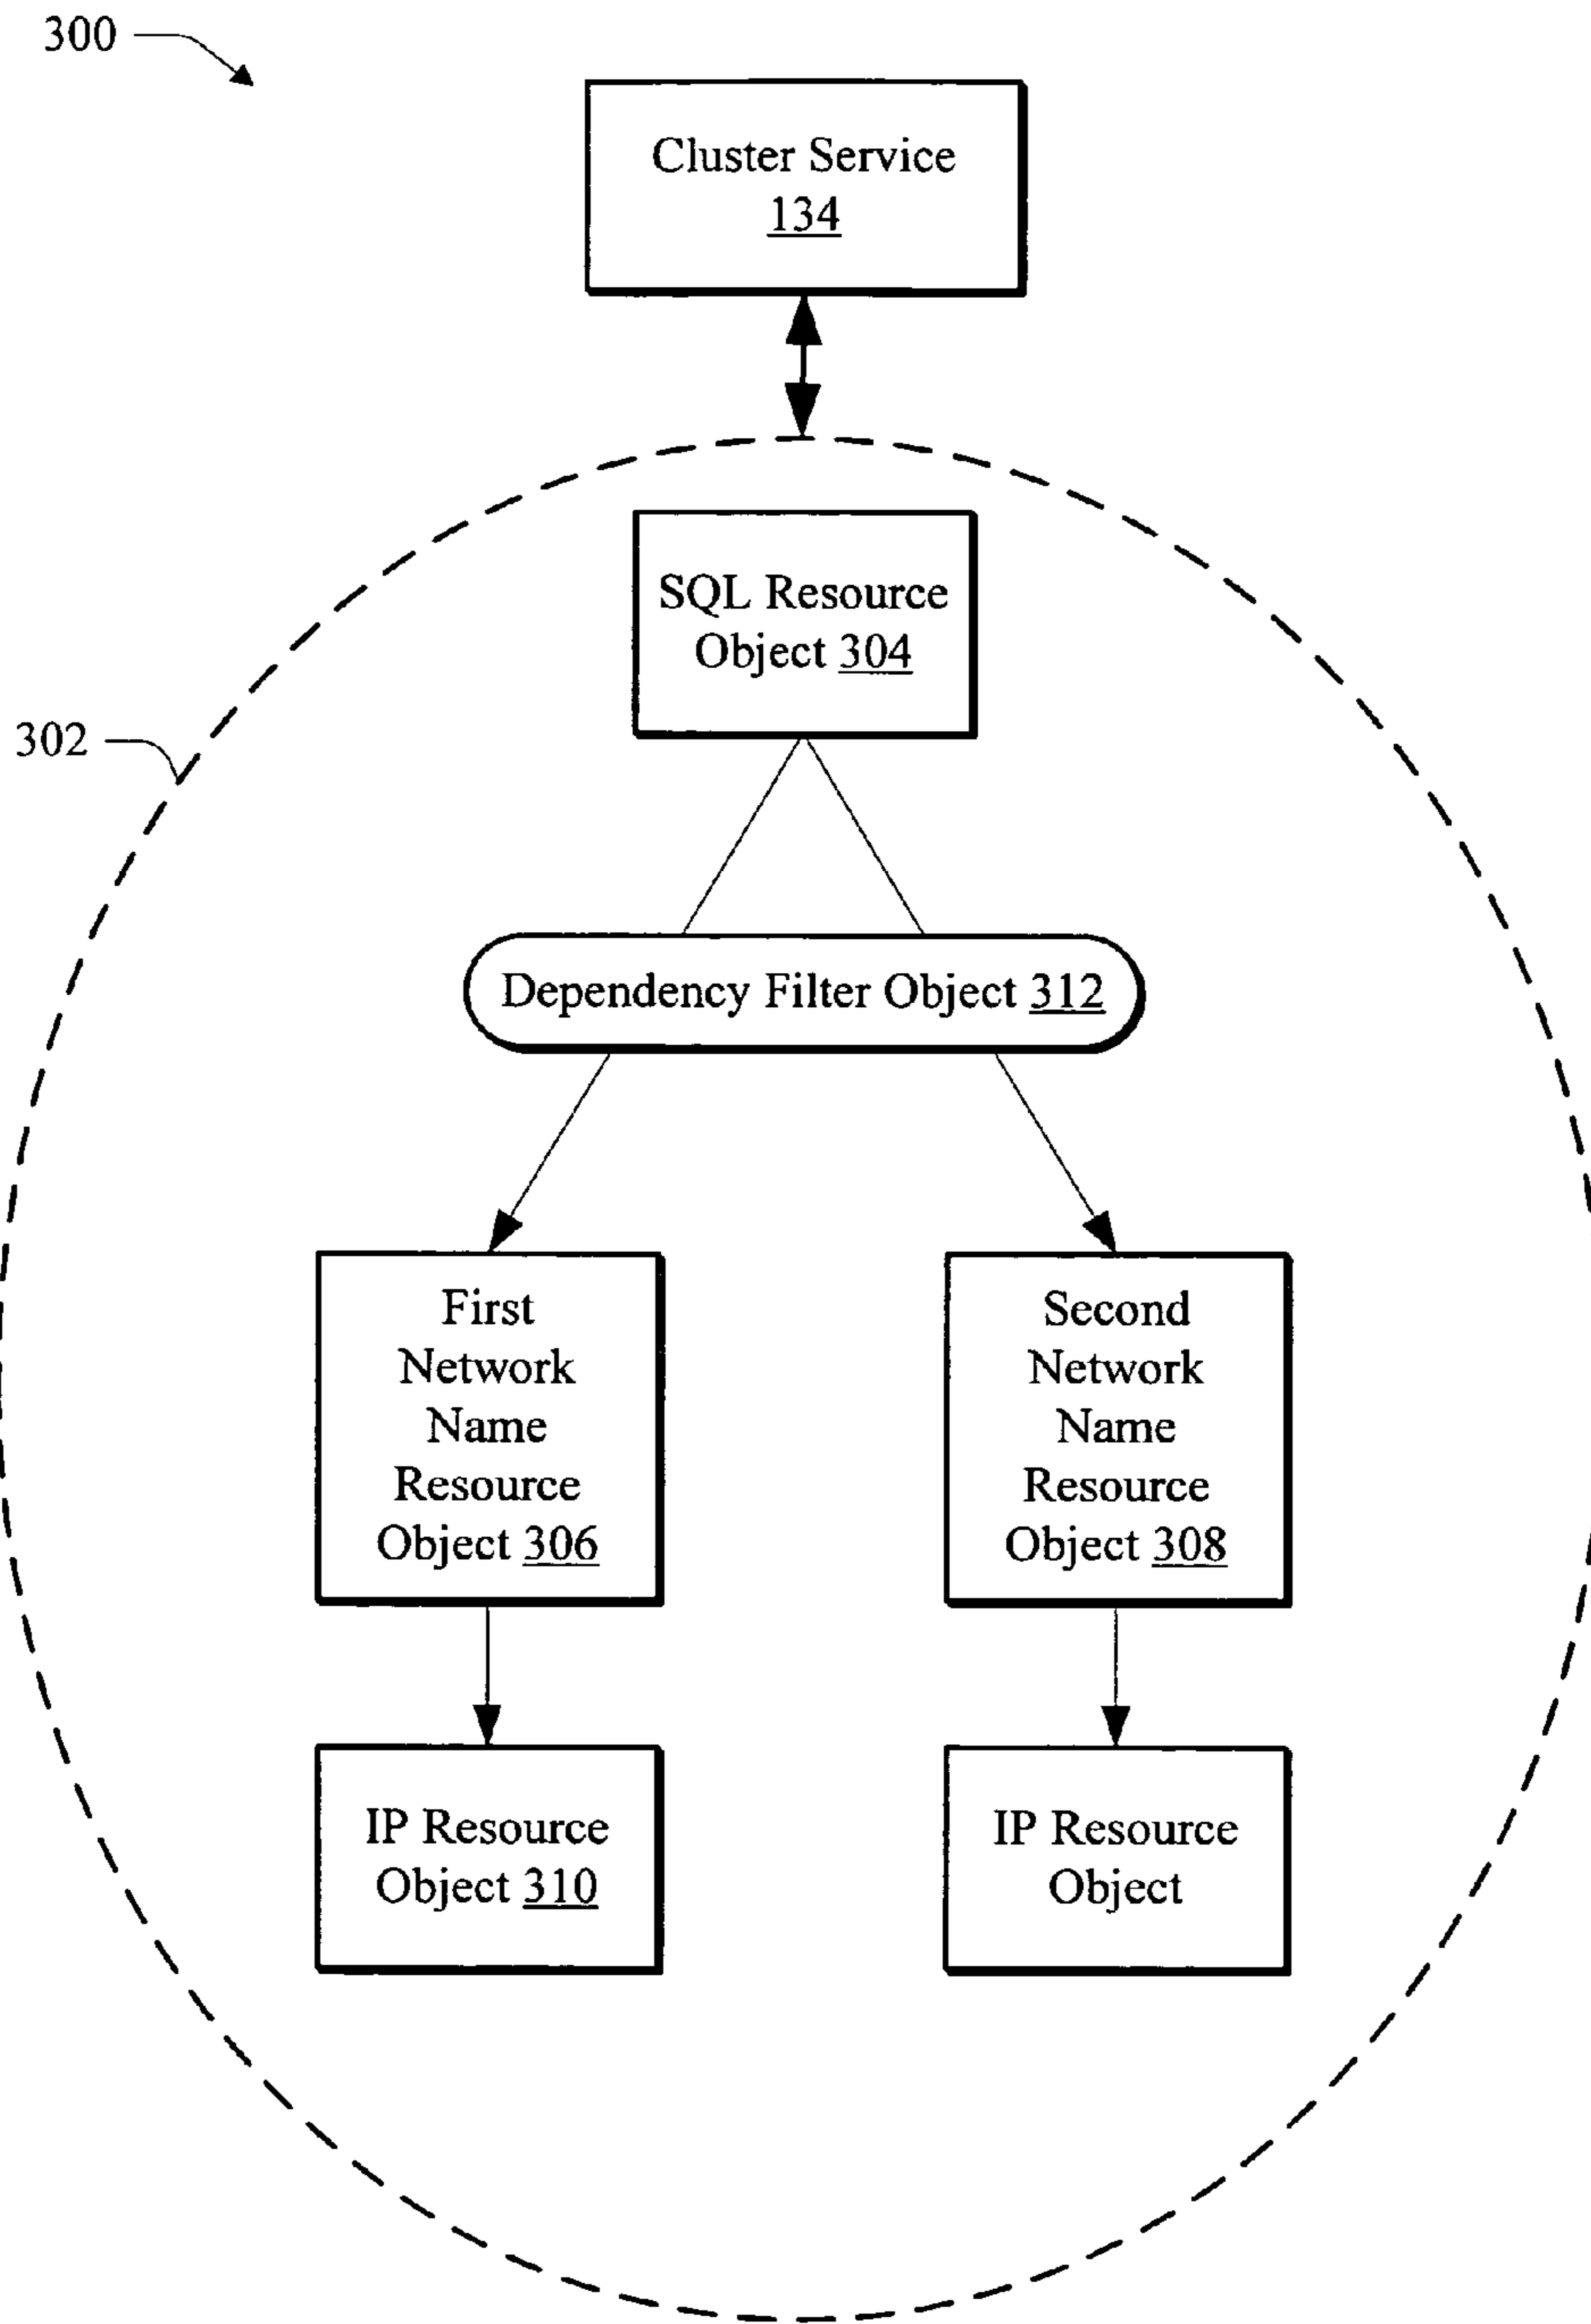 300
Cluster Service
134
SQL Resource
Object 304
302
Dependency Filter Object 312
First
Network
Name
Resource
Object 306
Second
Network
Name
Resource
Object 308
IP Resource
Object 310
IP Resource
Object